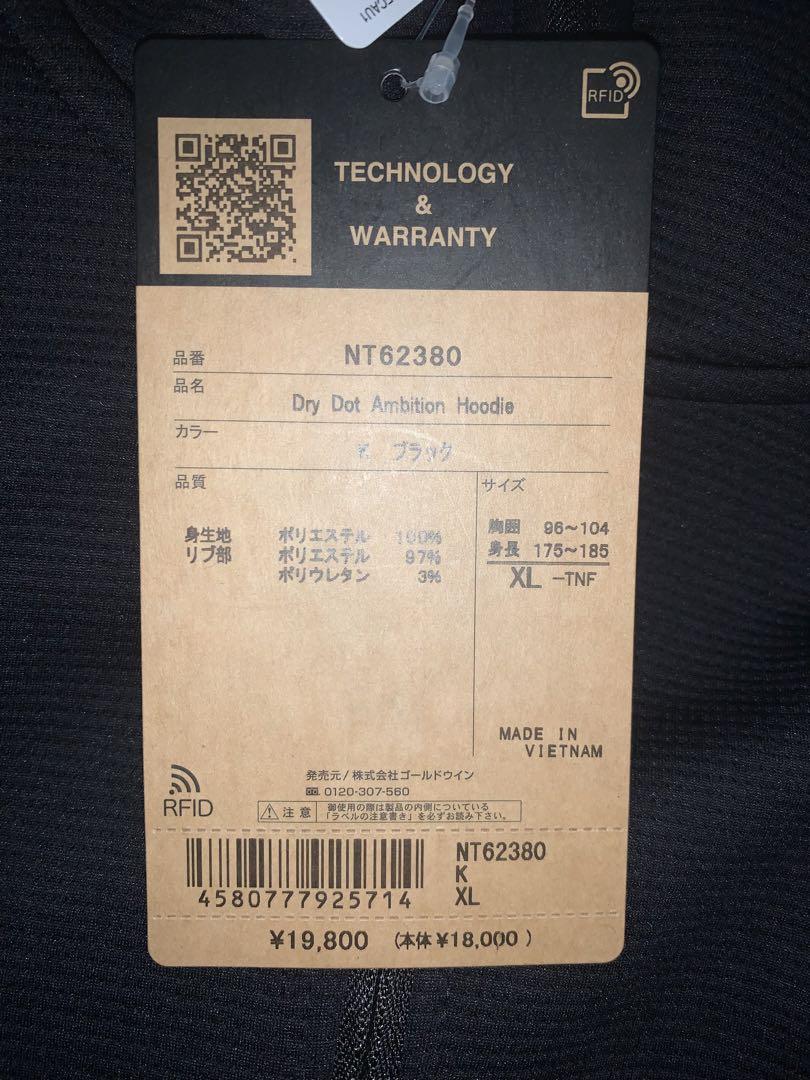 RFID
TECHNOLOGY
&
WARRANTY
品番 NT62380
品名
Dry Dot Ambition Hoodie
カラー
K ブラック
品質
身生地 ポリエステル 100%
リブ部 ポリエステル 97%
ポリウレタン 3%
サイズ
胸囲 96～104
身長 175～185
XL -TNF
MADE IN
VIETNAM
発売元/株式会社ゴールドウイン
0120-307-560
RFID
注意 御使用の際は製品の内側についている
「ラベルの注意書き」を必ずお読み下さい。
4580777925714
NT62380
K
XL
¥19,800 (本体¥18,000)